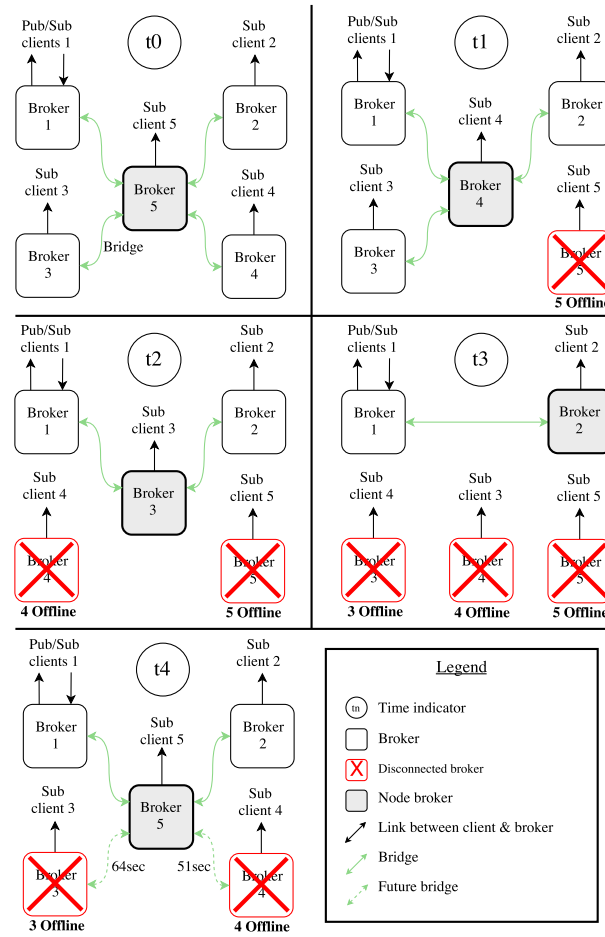 Pub/Sub
clients 1
t0
Sub
client 2
Broker
1
Sub
client 5
Broker
2
Sub
client 3
Broker
5
Sub
client 4
Bridge
Broker
3
Broker
4
Pub/Sub
clients 1
t1
Sub
client 2
Broker
1
Sub
client 4
Broker
2
Sub
client 3
Broker
4
Sub
client 5
Broker
3
Broker
5
5 Offline
Pub/Sub
clients 1
t2
Sub
client 2
Broker
1
Sub
client 3
Broker
2
Sub
client 4
Broker
3
Sub
client 5
Broker
4
Broker
5
4 Offline
5 Offline
Pub/Sub
clients 1
t3
Sub
client 2
Broker
1
Broker
2
Sub
client 4
Sub
client 3
Sub
client 5
Broker
3
Broker
4
Broker
5
3 Offline
4 Offline
5 Offline
Pub/Sub
clients 1
t4
Sub
client 2
Broker
1
Sub
client 5
Broker
2
Sub
client 3
Broker
5
Sub
client 4
64sec
51sec
Broker
3
Broker
4
3 Offline
4 Offline
Legend
tn
Time indicator
Broker
Disconnected broker
Node broker
Link between client & broker
Bridge
Future bridge